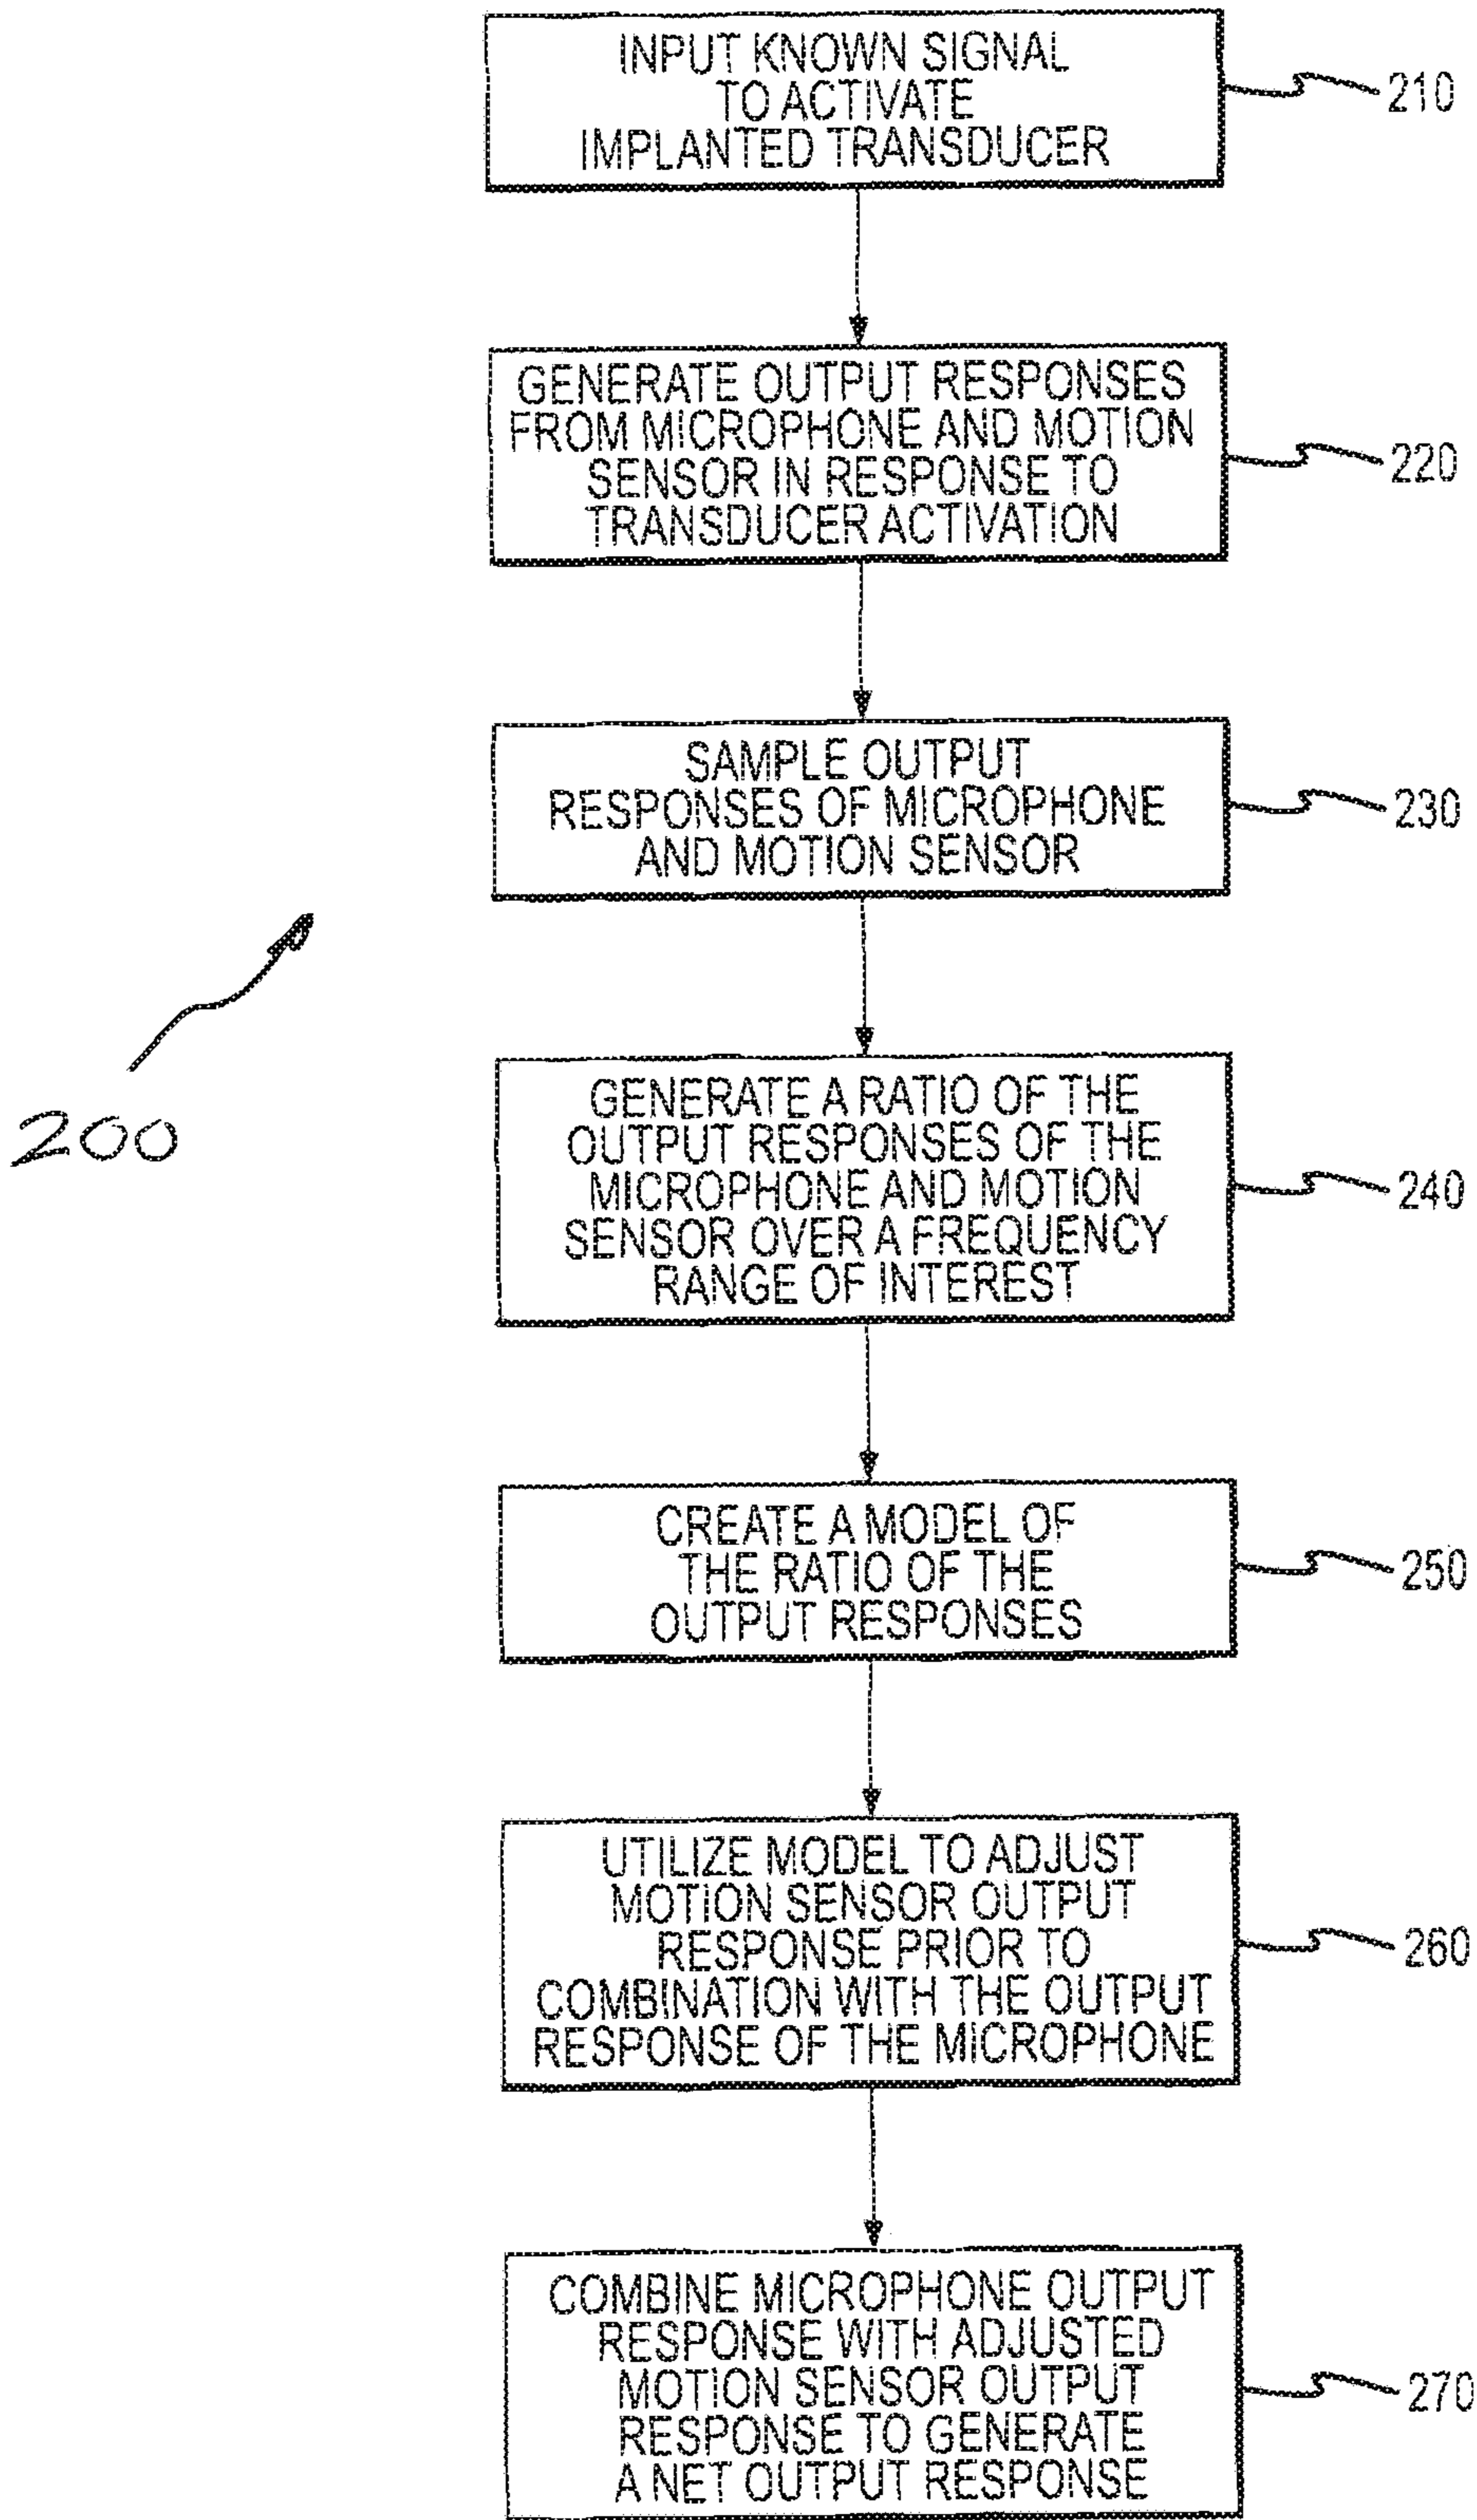 INPUT KNOWN SIGNAL
TO ACTIVATE
IMPLANTED TRANSDUCER
210
GENERATE OUTPUT RESPONSES
FROM MICROPHONE AND MOTION
SENSOR IN RESPONSE TO
TRANSDUCER ACTIVATION
220
SAMPLE OUTPUT
RESPONSES OF MICROPHONE
AND MOTION SENSOR
230
200
GENERATE A RATIO OF THE
OUTPUT RESPONSES OF THE
MICROPHONE AND MOTION
SENSOR OVER A FREQUENCY
RANGE OF INTEREST
240
CREATE A MODEL OF
THE RATIO OF THE
OUTPUT RESPONSES
250
UTILIZE MODEL TO ADJUST
MOTION SENSOR OUTPUT
RESPONSE PRIOR TO
COMBINATION WITH THE OUTPUT
RESPONSE OF THE MICROPHONE
260
COMBINE MICROPHONE OUTPUT
RESPONSE WITH ADJUSTED
MOTION SENSOR OUTPUT
RESPONSE TO GENERATE
A NET OUTPUT RESPONSE
270